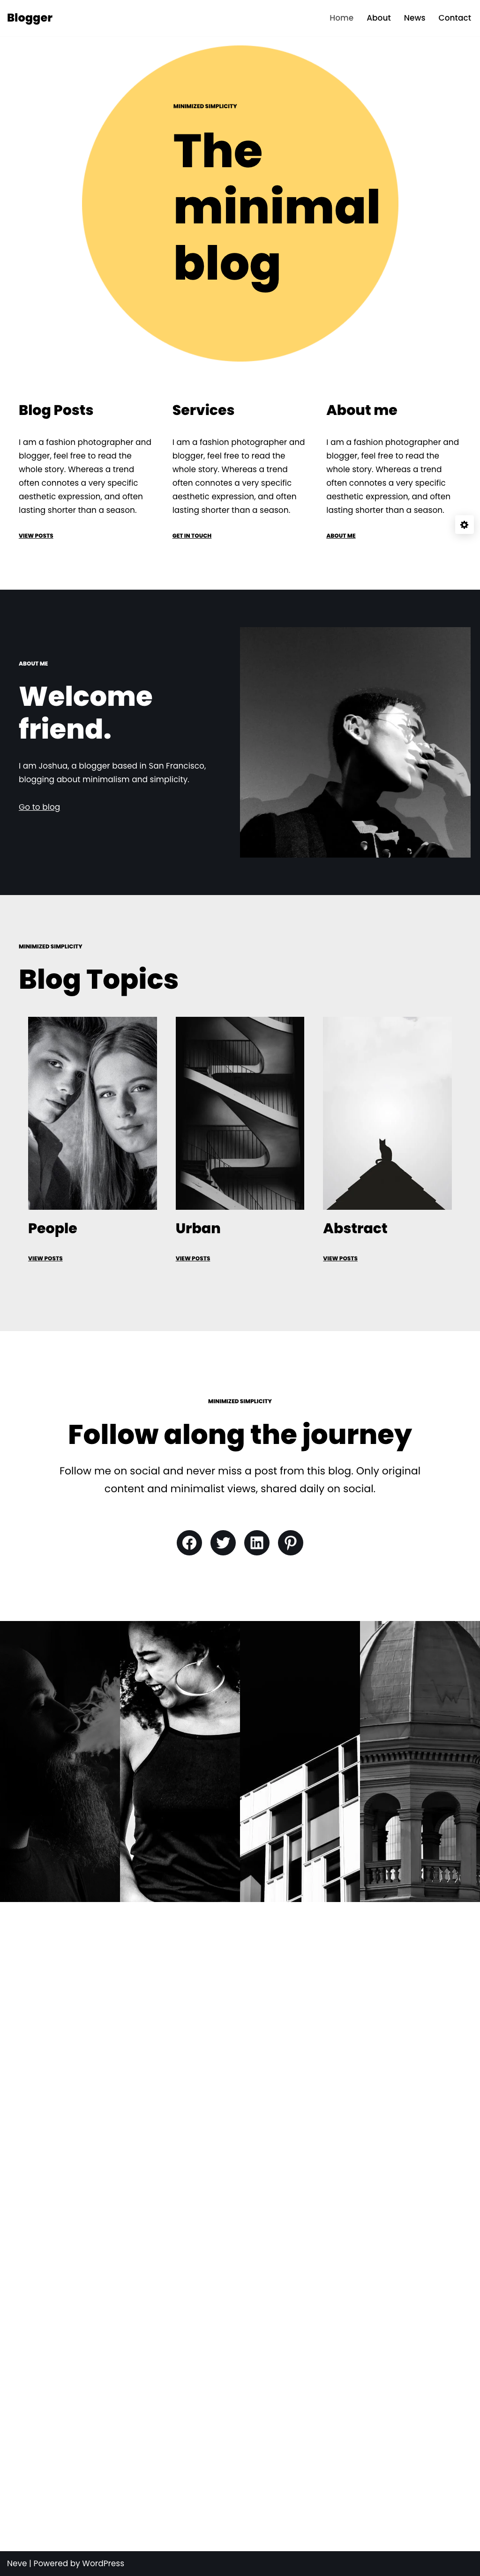 Blogger
Home About News Contact
MINIMIZED SIMPLICITY
The
minimal
blog
Blog Posts
I am a fashion photographer and
blogger, feel free to read the
whole story. Whereas a trend
often connotes a very specific
aesthetic expression, and often
lasting shorter than a season.
VIEW POSTS
Services
I am a fashion photographer and
blogger, feel free to read the
whole story. Whereas a trend
often connotes a very specific
aesthetic expression, and often
lasting shorter than a season.
GET IN TOUCH
About me
I am a fashion photographer and
blogger, feel free to read the
whole story. Whereas a trend
often connotes a very specific
aesthetic expression, and often
lasting shorter than a season.
ABOUT ME
ABOUT ME
Welcome
friend.
I am Joshua, a blogger based in San Francisco,
blogging about minimalism and simplicity.
Go to blog
MINIMIZED SIMPLICITY
Blog Topics
People
VIEW POSTS
Urban
VIEW POSTS
Abstract
VIEW POSTS
MINIMIZED SIMPLICITY
Follow along the journey
Follow me on social and never miss a post from this blog. Only original
content and minimalist views, shared daily on social.
Neve | Powered by WordPress